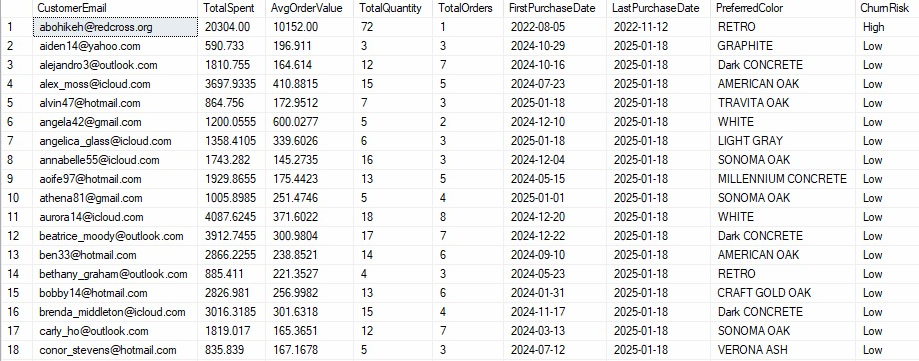 CustomerEmail TotalSpent AvgOrderValue TotalQuantity TotalOrders FirstPurchaseDate LastPurchaseDate PreferredColor ChurnRisk
1 abohikeh@redcross.org 20304.00 10152.00 72 1 2022-08-05 2022-11-12 RETRO High
2 aiden14@yahoo.com 590.733 196.911 3 3 2024-10-29 2025-01-18 GRAPHITE Low
3 alejandro3@outlook.com 1810.755 164.614 12 7 2024-10-16 2025-01-18 Dark CONCRETE Low
4 alex_moss@icloud.com 3697.9335 410.8815 15 5 2024-07-23 2025-01-18 AMERICAN OAK Low
5 alvin47@hotmail.com 864.756 172.9512 7 3 2025-01-18 2025-01-18 TRAVITA OAK Low
6 angela42@gmail.com 1200.0555 600.0277 5 2 2024-12-10 2025-01-18 WHITE Low
7 angelica_glass@icloud.com 1358.4105 339.6026 6 3 2025-01-18 2025-01-18 LIGHT GRAY Low
8 annabelle55@icloud.com 1743.282 145.2735 16 3 2024-12-04 2025-01-18 SONOMA OAK Low
9 aoife97@hotmail.com 1929.8655 175.4423 13 5 2024-05-15 2025-01-18 MILLENNIUM CONCRETE Low
10 athena81@gmail.com 1005.8985 251.4746 5 4 2025-01-01 2025-01-18 SONOMA OAK Low
11 aurora14@icloud.com 4087.6245 371.6022 18 8 2024-12-20 2025-01-18 WHITE Low
12 beatrice_moody@outlook.com 3912.7455 300.9804 17 7 2024-12-22 2025-01-18 Dark CONCRETE Low
13 ben33@hotmail.com 2866.2255 238.8521 14 6 2024-09-10 2025-01-18 AMERICAN OAK Low
14 bethany_graham@outlook.com 885.411 221.3527 4 3 2024-05-23 2025-01-18 RETRO Low
15 bobby14@hotmail.com 2826.981 256.9982 13 6 2024-01-31 2025-01-18 CRAFT GOLD OAK Low
16 brenda_middleton@icloud.com 3016.3185 301.6318 15 4 2024-11-17 2025-01-18 Dark CONCRETE Low
17 carly_ho@outlook.com 1819.017 165.3651 12 7 2024-03-13 2025-01-18 SONOMA OAK Low
18 conor_stevens@hotmail.com 835.839 167.1678 5 3 2024-07-12 2025-01-18 VERONA ASH Low